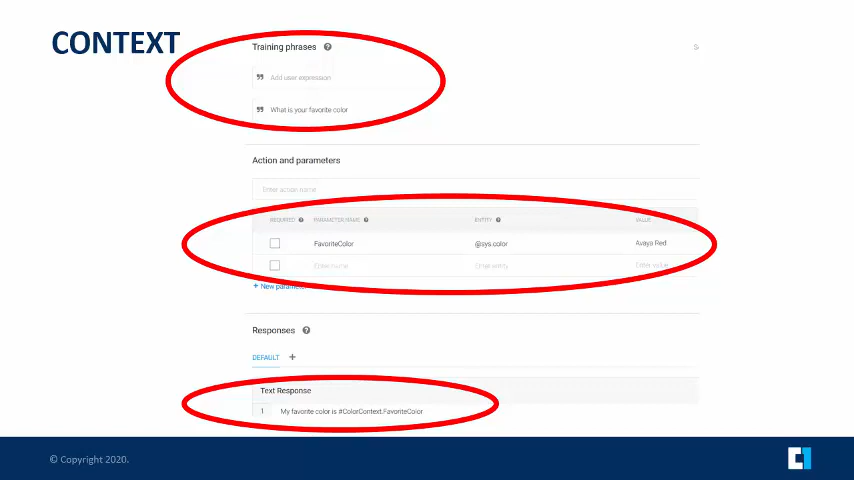 CONTEXT
Training phrases
S
Add user expression
What is your favorite color
Action and parameters
Enter action name
REQUIRED PARAMETER NAME ENTITY VALUE
FavoriteColor @sys.color Avaya Red
Enter name Enter entity Enter value
+ New parameter
Responses
DEFAULT +
Text Response
1 My favorite color is #ColorContext.FavoriteColor
© Copyright 2020.